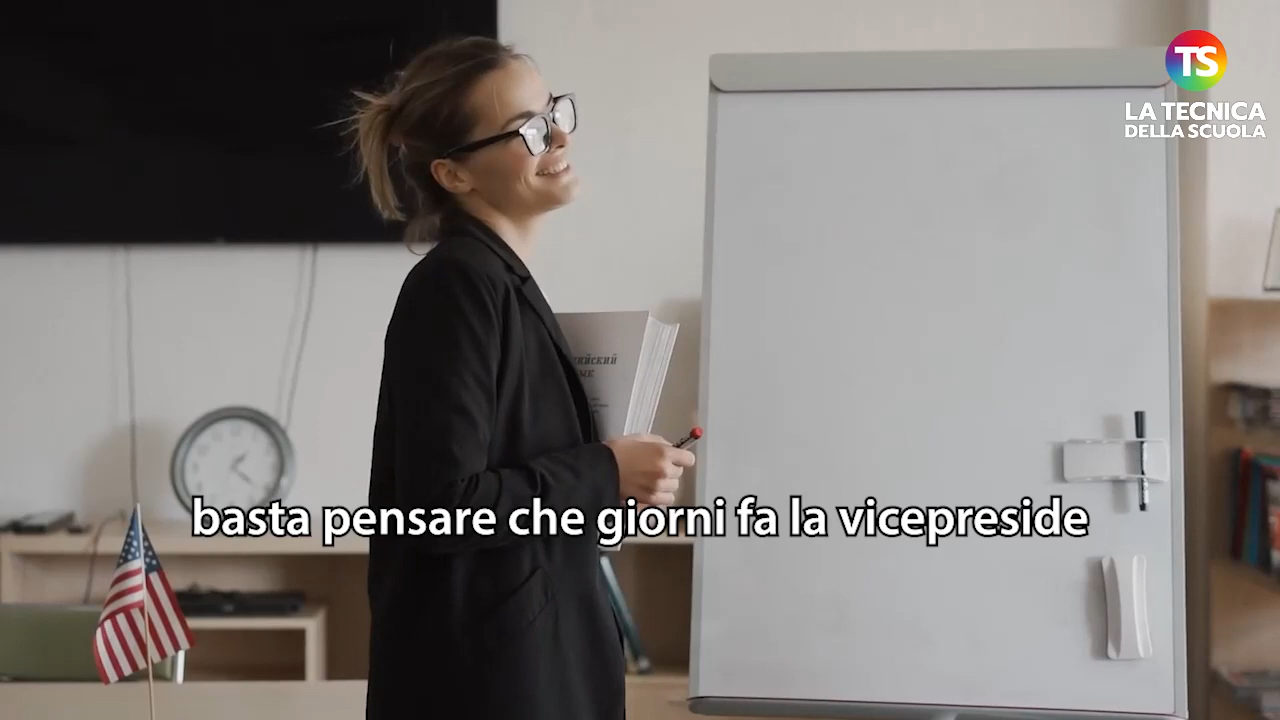 TS
LA TECNICA
DELLA SCUOLA
basta pensare che giorni fa la vicepreside